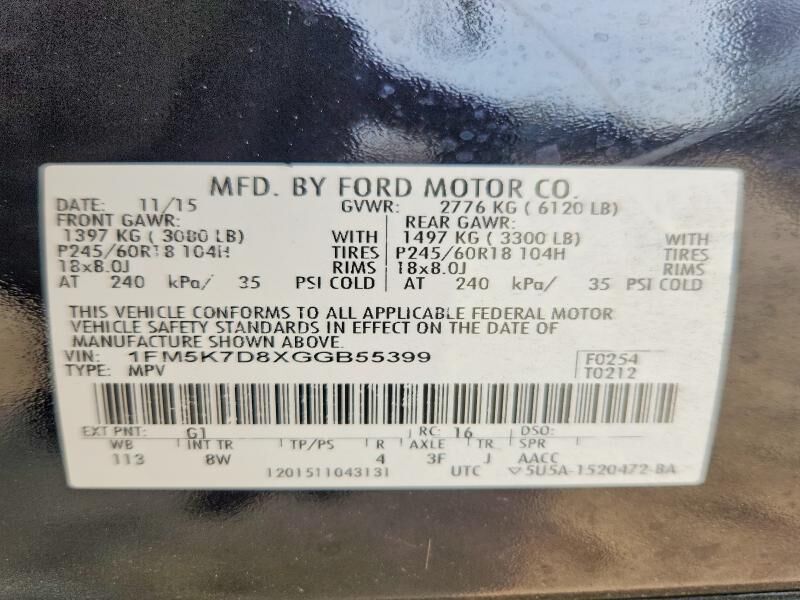 MFD. BY FORD MOTOR CO.
DATE: 11/15 GVWR: 2776 KG ( 6120 LB)
FRONT GAWR: REAR GAWR:
1397 KG ( 3080 LB) WITH 1497 KG ( 3300 LB) WITH
P245/60R18 104H TIRES P245/60R18 104H TIRES
18x8.0J RIMS 18x8.0J RIMS
AT 240 kPa/ 35 PSI COLD AT 240 kPa/ 35 PSI COLD
THIS VEHICLE CONFORMS TO ALL APPLICABLE FEDERAL MOTOR
VEHICLE SAFETY STANDARDS IN EFFECT ON THE DATE OF
MANUFACTURE SHOWN ABOVE.
VIN: 1FM5K7D8XGGB55399 F0254
TYPE: MPV T0212
EXT PNT: G1 RC: 16 DSO:
WB INT TR TP/PS R AXLE TR SPR
113 8W 4 3F J AACC
1201511043131 UTC ▽5U5A-1520472-BA